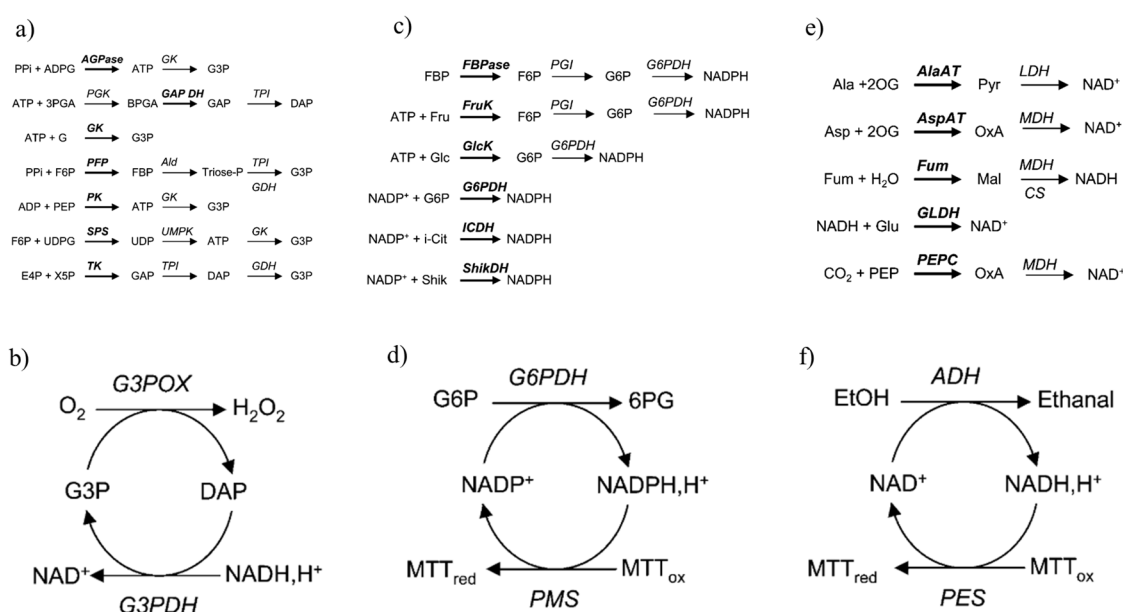 a)
AGPase GK
PPi + ADPG ATP G3P
PGK GAP DH TPI
ATP + 3PGA BPGA GAP DAP
GK
ATP + G G3P
PFP Ald TPI
PPi + F6P FBP Triose-P G3P
GDH
PK GK
ADP + PEP ATP G3P
SPS UMPK GK
F6P + UDPG UDP ATP G3P
TK TPI GDH
E4P + X5P GAP DAP G3P
c)
FBPase PGI G6PDH
FBP F6P G6P NADPH
FruK PGI G6PDH
ATP + Fru F6P G6P NADPH
GlcK G6PDH
ATP + Glc G6P NADPH
G6PDH
NADP⁺ + G6P NADPH
ICDH
NADP⁺ + i-Cit NADPH
ShikDH
NADP⁺ + Shik NADPH
e)
AlaAT LDH
Ala +2OG Pyr NAD⁺
AspAT MDH
Asp + 2OG OxA NAD⁺
Fum MDH
Fum + H₂O Mal NADH
CS
GLDH
NADH + Glu NAD⁺
PEPC MDH
CO₂ + PEP OxA NAD⁺
b)
G3POX
O₂ H₂O₂
G3P DAP
NAD⁺ NADH,H⁺
G3PDH
d)
G6PDH
G6P 6PG
NADP⁺ NADPH,H⁺
MTTred MTTox
PMS
f)
ADH
EtOH Ethanal
NAD⁺ NADH,H⁺
MTTred MTTox
PES